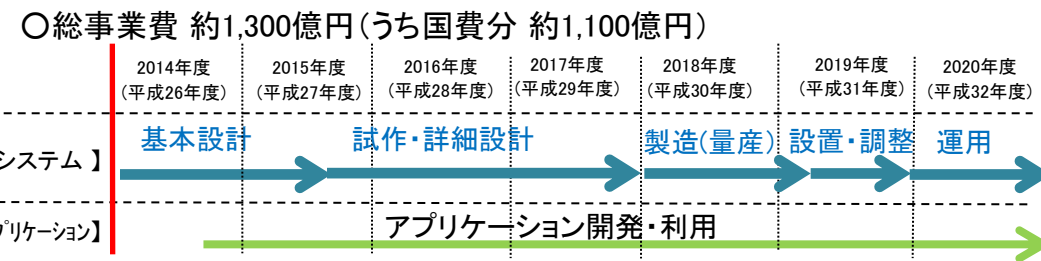 〇総事業費 約1,300億円(うち国費分 約1,100億円)
2014年度 2015年度 2016年度 2017年度 2018年度 2019年度 2020年度
(平成26年度) (平成27年度) (平成28年度) (平成29年度) (平成30年度) (平成31年度) (平成32年度)
システム】 基本設計 試作・詳細設計 製造(量産) 設置・調整 運用
プリケーション】 アプリケーション開発・利用